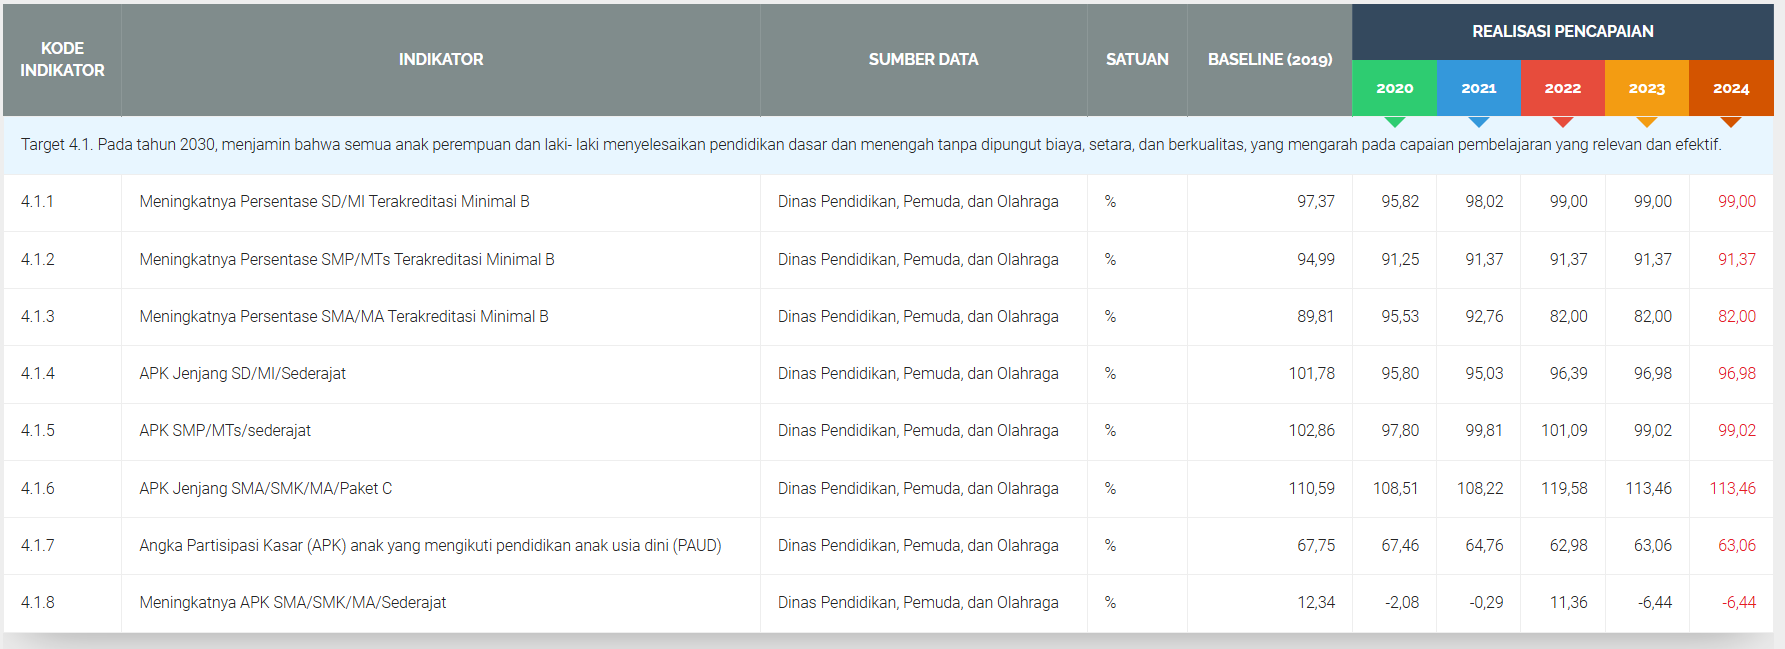 KODE INDIKATOR INDIKATOR SUMBER DATA SATUAN BASELINE (2019) REALISASI PENCAPAIAN
2020 2021 2022 2023 2024
Target 4.1. Pada tahun 2030, menjamin bahwa semua anak perempuan dan laki- laki menyelesaikan pendidikan dasar dan menengah tanpa dipungut biaya, setara, dan berkualitas, yang mengarah pada capaian pembelajaran yang relevan dan efektif.
4.1.1 Meningkatnya Persentase SD/MI Terakreditasi Minimal B Dinas Pendidikan, Pemuda, dan Olahraga % 97,37 95,82 98,02 99,00 99,00 99,00
4.1.2 Meningkatnya Persentase SMP/MTs Terakreditasi Minimal B Dinas Pendidikan, Pemuda, dan Olahraga % 94,99 91,25 91,37 91,37 91,37 91,37
4.1.3 Meningkatnya Persentase SMA/MA Terakreditasi Minimal B Dinas Pendidikan, Pemuda, dan Olahraga % 89,81 95,53 92,76 82,00 82,00 82,00
4.1.4 APK Jenjang SD/MI/Sederajat Dinas Pendidikan, Pemuda, dan Olahraga % 101,78 95,80 95,03 96,39 96,98 96,98
4.1.5 APK SMP/MTs/sederajat Dinas Pendidikan, Pemuda, dan Olahraga % 102,86 97,80 99,81 101,09 99,02 99,02
4.1.6 APK Jenjang SMA/SMK/MA/Paket C Dinas Pendidikan, Pemuda, dan Olahraga % 110,59 108,51 108,22 119,58 113,46 113,46
4.1.7 Angka Partisipasi Kasar (APK) anak yang mengikuti pendidikan anak usia dini (PAUD) Dinas Pendidikan, Pemuda, dan Olahraga % 67,75 67,46 64,76 62,98 63,06 63,06
4.1.8 Meningkatnya APK SMA/SMK/MA/Sederajat Dinas Pendidikan, Pemuda, dan Olahraga % 12,34 -2,08 -0,29 11,36 -6,44 -6,44